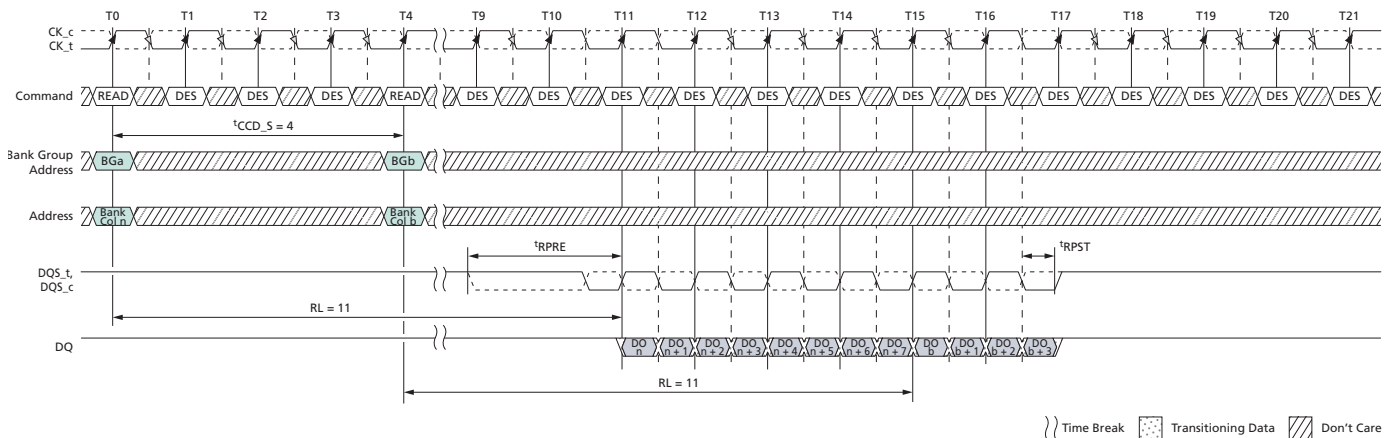 T0 T1 T2 T3 T4 T9 T10 T11 T12 T13 T14 T15 T16 T17 T18 T19 T20 T21
CK_c
CK_t
Command READ DES DES DES READ DES DES DES DES DES DES DES DES DES DES DES DES DES
tCCD_S = 4
Bank Group
Address
BGa BGb
Address
Bank
Col n
Bank
Col b
tRPRE tRPST
DQS_t,
DQS_c
RL = 11
DQ
DO
n
DO
n + 1
DO
n + 2
DO
n + 3
DO
n + 4
DO
n + 5
DO
n + 6
DO
n + 7
DO
b
DO
b + 1
DO
b + 2
DO
b + 3
RL = 11
Time Break Transitioning Data Don't Care